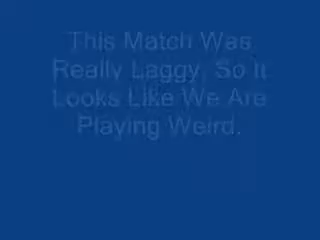 This Match Was
Really Laggy, So It
Looks Like We Are
Playing Weird.